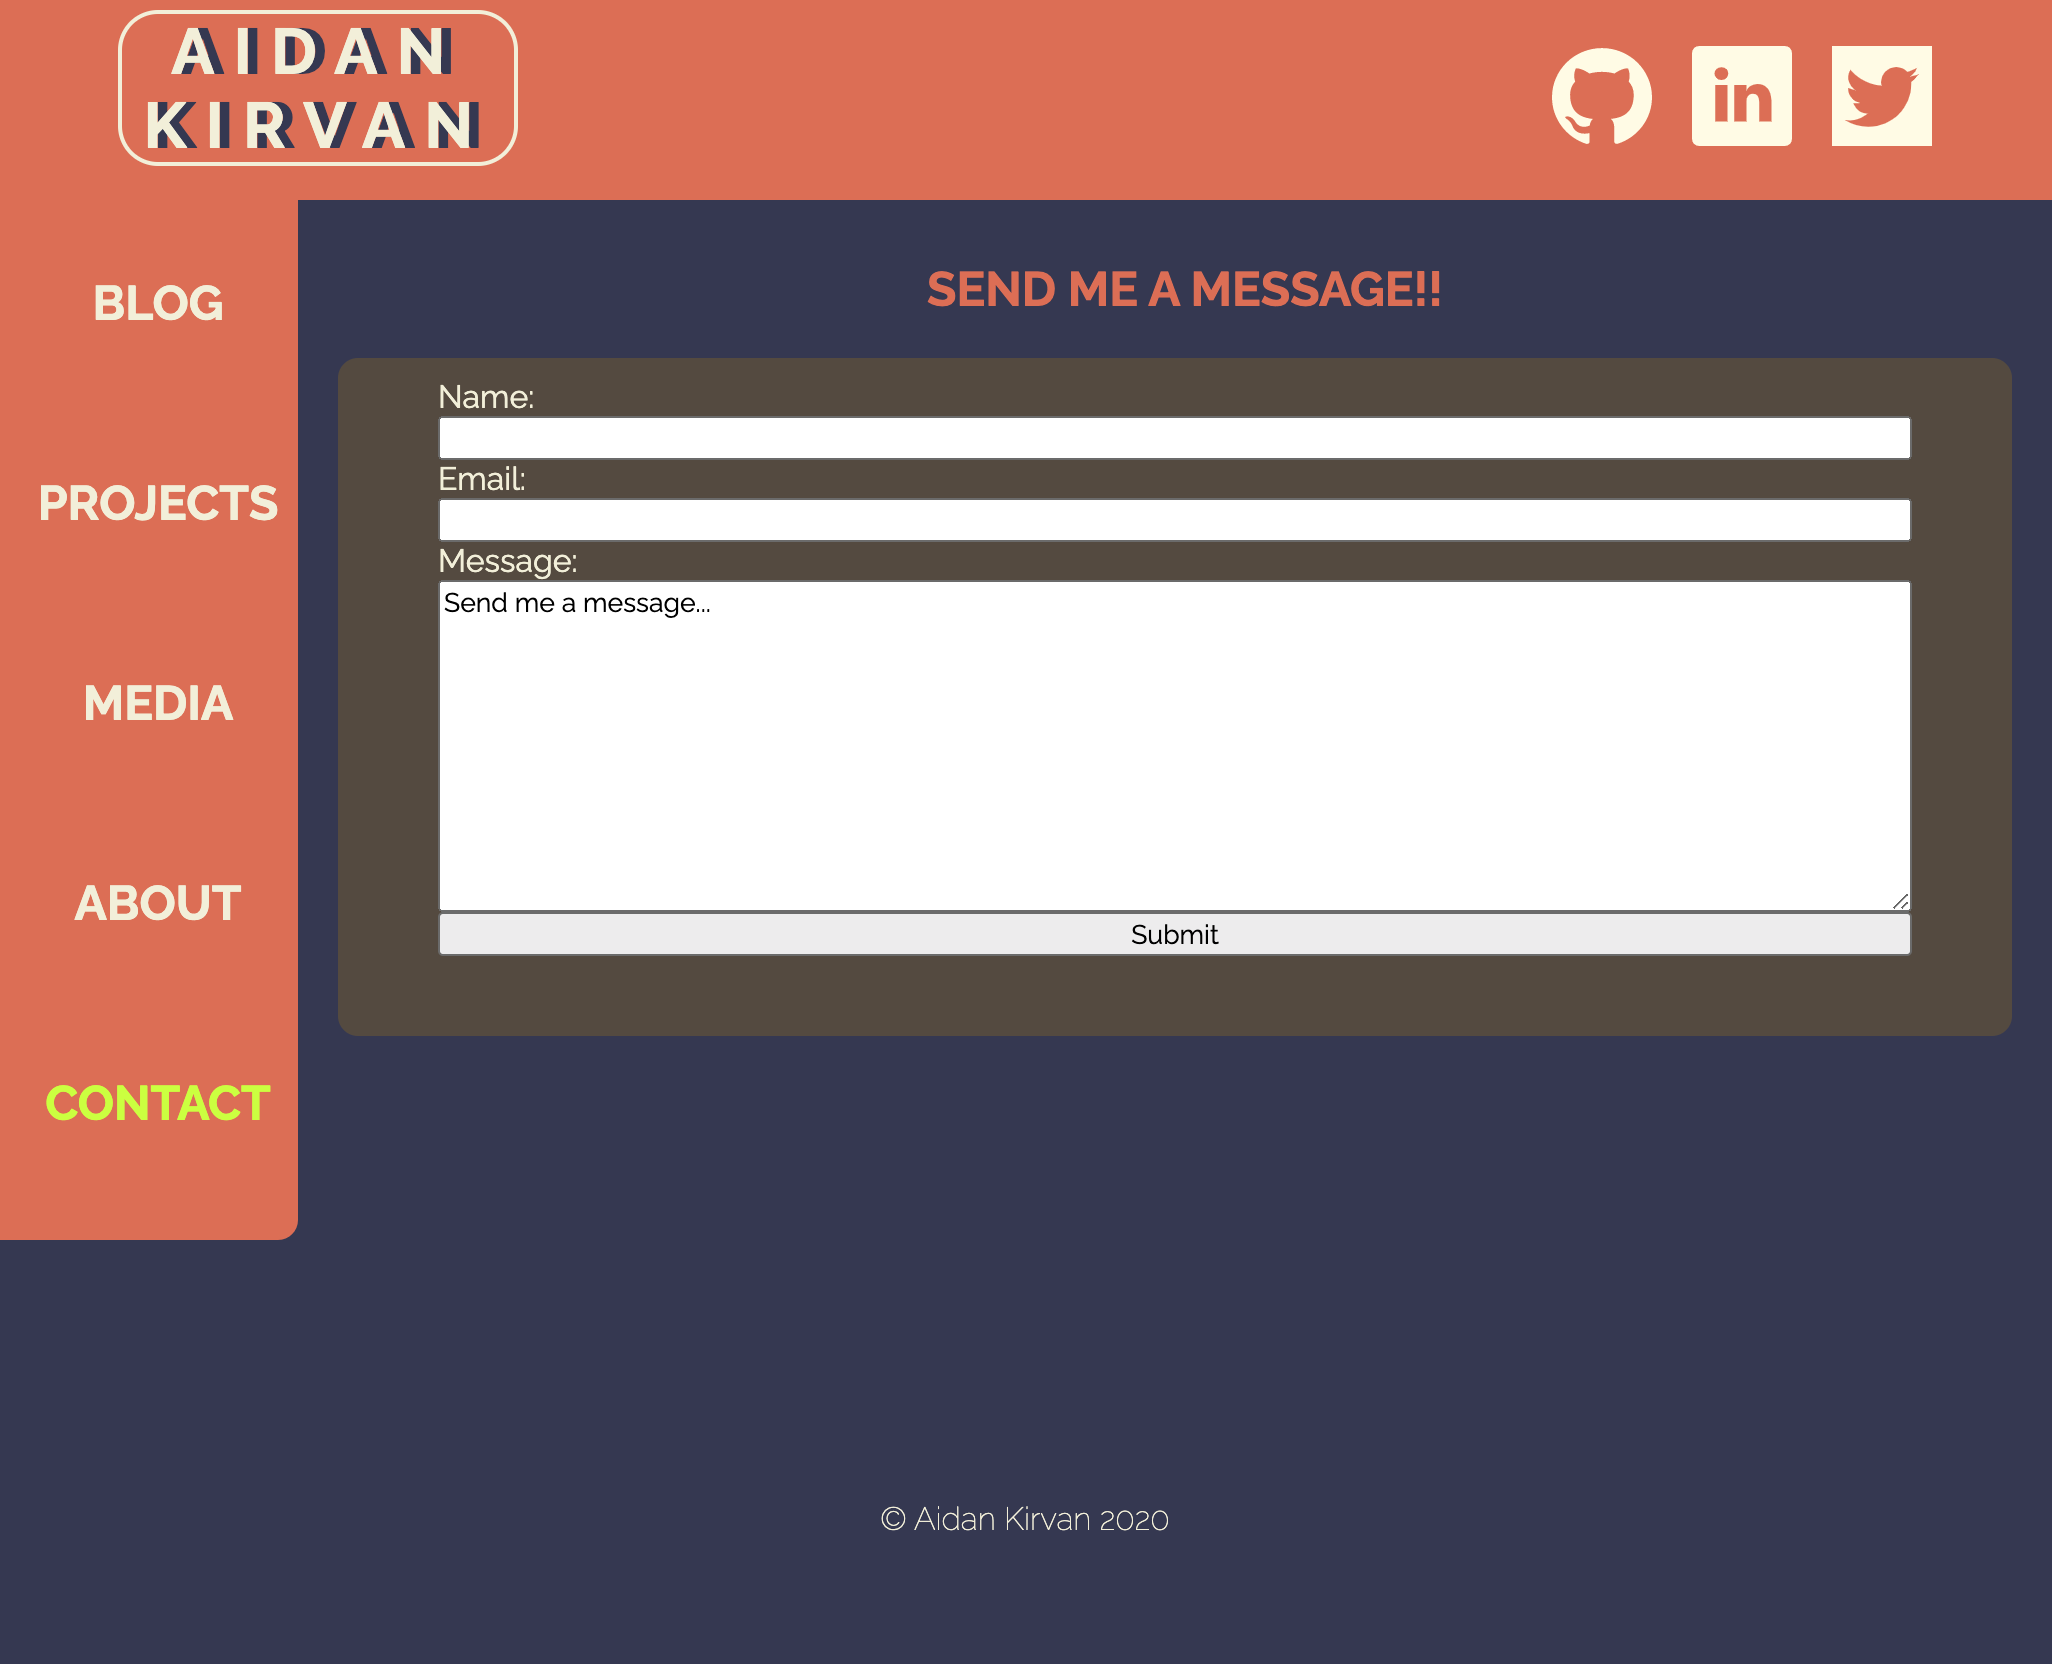 AIDAN
KIRVAN
in
BLOG
PROJECTS
MEDIA
ABOUT
CONTACT
SEND ME A MESSAGE!!
Name:
Email:
Message:
Send me a message...
Submit
© Aidan Kirvan 2020